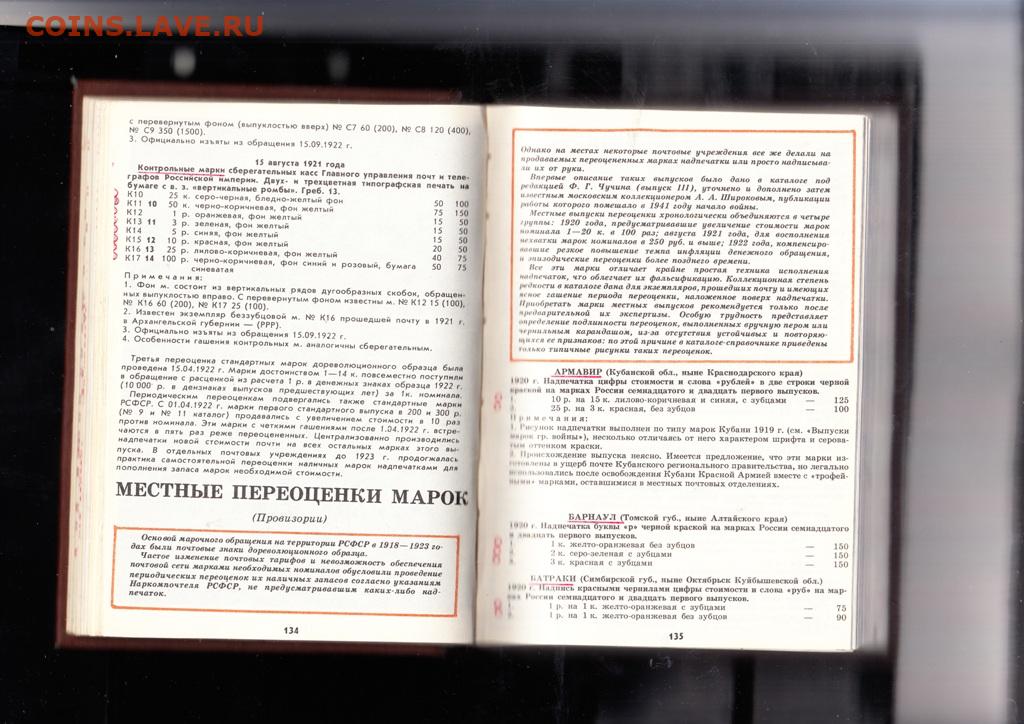 COINS.LAVE.RU
с перевернутым фоном (выпуклостью вверх) № С7 60 (200), № С8 120 (400),
№ С9 350 (1500).
3. Официально изъяты из обращения 15.09.1922 г.
15 августа 1921 года
Контрольные марки сберегательных касс Главного управления почт и теле-
графов Российской империи. Двух- и трехцветная типографская печать на
бумаге с в. з. «вертикальные ромбы». Греб. 13.
К10 25 к. серо-черная, бледно-желтый фон 50 100
К11 10 50 к. черно-коричневая, фон желтый 75 150
К12 1 р. оранжевая, фон желтый 15 50
К13 11 3 р. зеленая, фон желтый 15 50
К14 5 р. синяя, фон желтый 15 50
К15 12 10 р. красная, фон желтый 20 50
К16 13 25 р. лилово-коричневая, фон желтый 40 75
К17 14 100 р. черно-коричневая, фон синий и розовый, бумага 50 75
синеватая
Примечания:
1. Фон м. состоит из вертикальных рядов дугообразных скобок, обращен-
ных выпуклостью вправо. С перевернутым фоном известны м. № К12 15 (100),
№ К16 60 (200), № К17 25 (100).
2. Известен экземпляр беззубцовой м. № К16 прошедшей почту в 1921 г.
в Архангельской губернии — (РРР).
3. Официально изъяты из обращения 15.09.1922 г.
4. Особенности гашения контрольных м. аналогичны сберегательным.
Третья переоценка стандартных марок дореволюционного образца была
проведена 15.04.1922 г. Марки достоинством 1—14 к. повсеместно поступили
в обращение с расценкой из расчета 1 р. в денежных знаках образца 1922 г.
(10 000 р. в дензнаках выпусков предшествующих лет) за 1к. номинала.
Периодическим переоценкам подвергались также стандартные марки
РСФСР. С 01.04.1922 г. марки первого стандартного выпуска в 200 и 300 р.
(№ 9 и № 11 каталог) продавались с увеличением стоимости в 10 раз
против номинала. Эти марки с четкими гашениями после 1.04.1922 г. встре-
чаются в пять раз реже переоцененных. Централизованно производились
надпечатки новой стоимости почти на всех остальных марках этого вы-
пуска. В отдельных почтовых учреждениях до 1923 г. продолжалась
практика самостоятельной переоценки наличных марок надпечатками для
пополнения запаса марок необходимой стоимости.
МЕСТНЫЕ ПЕРЕОЦЕНКИ МАРОК
(Провизории)
Основой марочного обращения на территории РСФСР в 1918—1923 го-
дах были почтовые знаки дореволюционного образца.
Частое изменение почтовых тарифов и невозможность обеспечения
почтовой сети марками необходимых номиналов обусловили проведение
периодических переоценок их наличных запасов согласно указаниям
Наркомпочтеля РСФСР, не предусматривавшим каких-либо над-
печаток.
134
Однако на местах некоторые почтовые учреждения все же делали на
продаваемых переоцененных марках надпечатки или просто надписыва-
ли их от руки.
Впервые описание таких выпусков было дано в каталоге под
редакцией Ф. Г. Чучина (выпуск III), уточнено и дополнено затем
известным московским коллекционером А. А. Широковым, публикации
работы которого помешало в 1941 году начало войны.
Местные выпуски переоценки хронологически объединяются в четыре
группы: 1920 года, предусматривавшие увеличение стоимости марок
номинала 1—20 к. в 100 раз; августа 1921 года, для восполнения
нехватки марок номиналов в 250 руб. и выше; 1922 года, компенсиро-
вавшие резкое повышение темпа инфляции денежного обращения,
и эпизодические переоценки более позднего времени.
Все эти марки отличает крайне простая техника исполнения
надпечаток, что облегчает их фальсификацию. Коллекционная степень
редкости в каталоге дана для экземпляров, прошедших почту и имеющих
ясное гашение периода переоценки, наложенное поверх надпечатки.
Приобретать марки местных выпусков рекомендуется только после
предварительной их экспертизы. Особую трудность представляет
определение подлинности переоценок, выполненных вручную пером или
чернильным карандашом, из-за отсутствия устойчивых и повторяю-
щихся ее признаков: по этой причине в каталоге-справочнике приведены
только типичные рисунки таких переоценок.
АРМАВИР (Кубанской обл., ныне Краснодарского края)
1920 г. Надпечатка цифры стоимости и слова «рублей» в две строки черной
краской на марках России семнадцатого и двадцать первого выпусков.
1. 10 р. на 15 к. лилово-коричневая и синяя, с зубцами — 125
2. 25 р. на 3 к. красная, без зубцов — 100
Примечания:
1. Рисунок надпечатки выполнен по типу марок Кубани 1919 г. (см. «Выпуски
марок гр. войны»), несколько отличаясь от него характером шрифта и серова-
тым оттенком краски.
2. Происхождение выпуска неясно. Имеется предложение, что эти марки из-
готовлены в ущерб почте Кубанского регионального правительства, но легально
использовались после освобождения Кубани Красной Армией вместе с «трофей-
ными» марками, оставшимися в местных почтовых отделениях.
БАРНАУЛ (Томской губ., ныне Алтайского края)
1920 г. Надпечатка буквы «р» черной краской на марках России семнадцатого
и двадцать первого выпусков.
1. 1 к. желто-оранжевая без зубцов — 150
2. 2 к. серо-зеленая с зубцами — 150
3. 3 к. красная с зубцами — 150
БАТРАКИ (Симбирской губ., ныне Октябрьск Куйбышевской обл.)
1920 г. Надпись красными чернилами цифры стоимости и слова «руб» на мар-
ках России семнадцатого и двадцать первого выпусков.
1. 1 р. на 1 к. желто-оранжевая с зубцами — 75
2. 1 р. на 1 к. желто-оранжевая без зубцов — 90
135